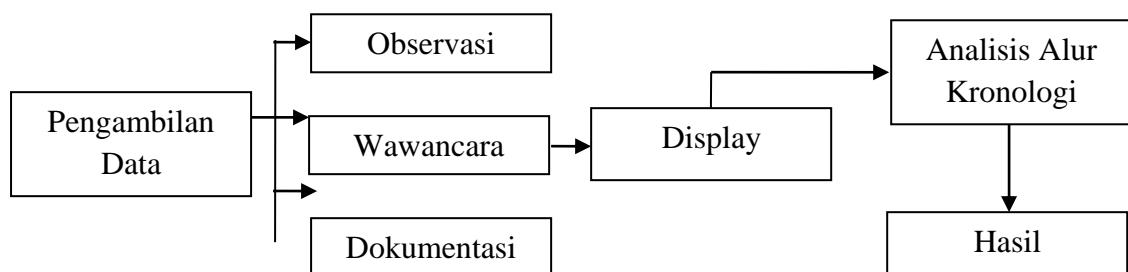 Pengambilan
Data
Observasi
Wawancara
Dokumentasi
Display
Analisis Alur
Kronologi
Hasil